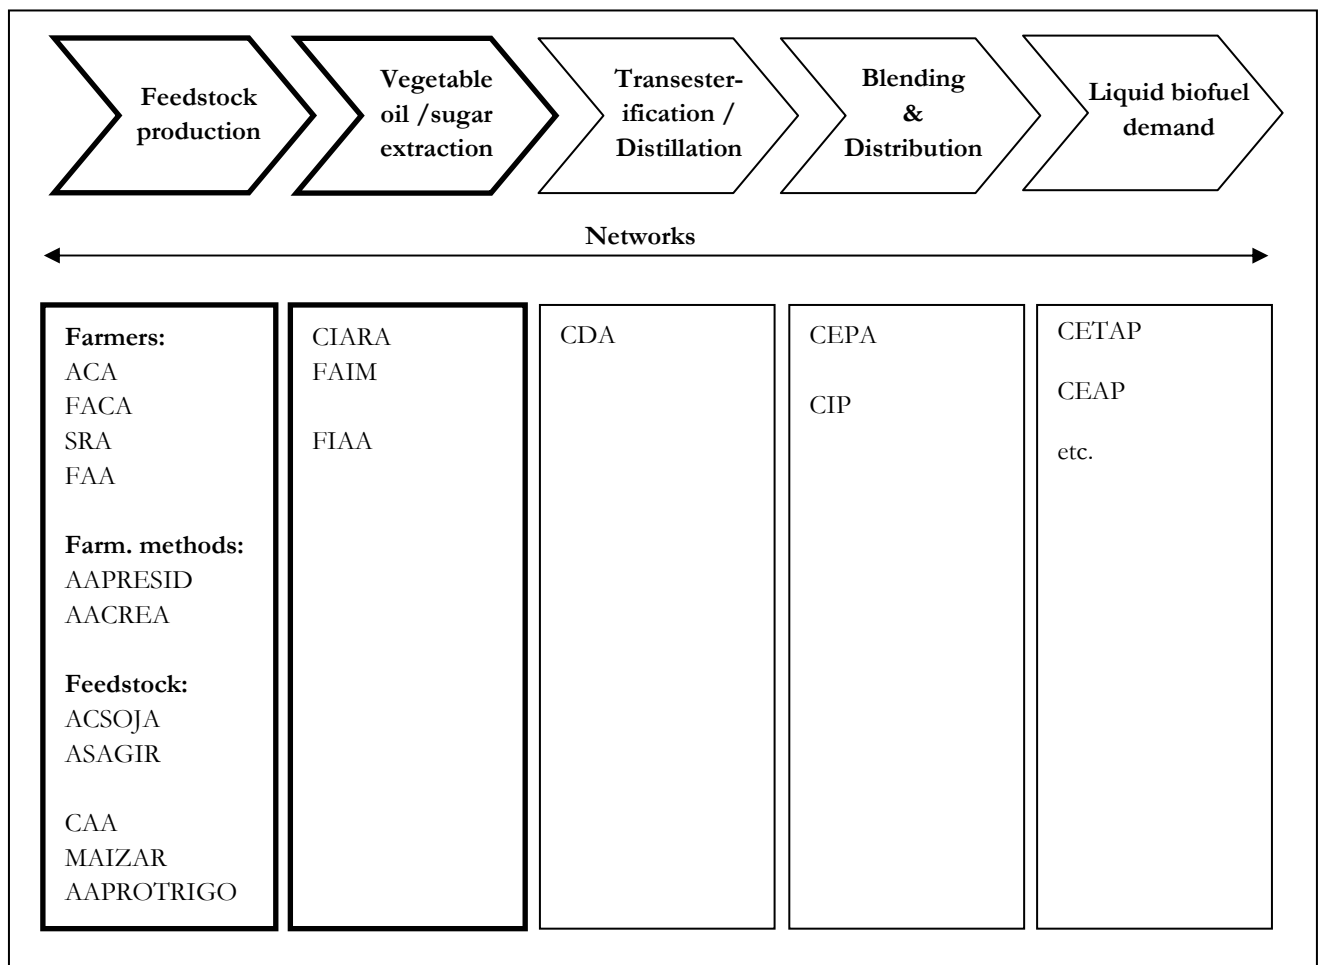 Feedstock
production
Vegetable
oil /sugar
extraction
Transester-
ification /
Distillation
Blending
&
Distribution
Liquid biofuel
demand
Networks
Farmers:
ACA
FACA
SRA
FAA
Farm. methods:
AAPRESID
AACREA
Feedstock:
ACSOJA
ASAGIR
CAA
MAIZAR
AAPROTRIGO
CIARA
FAIM
FIAA
CDA
CEPA
CIP
CETAP
CEAP
etc.